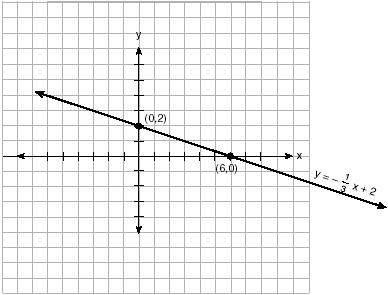 y
(0,2)
x
(6,0)
y = - 1/3 x + 2